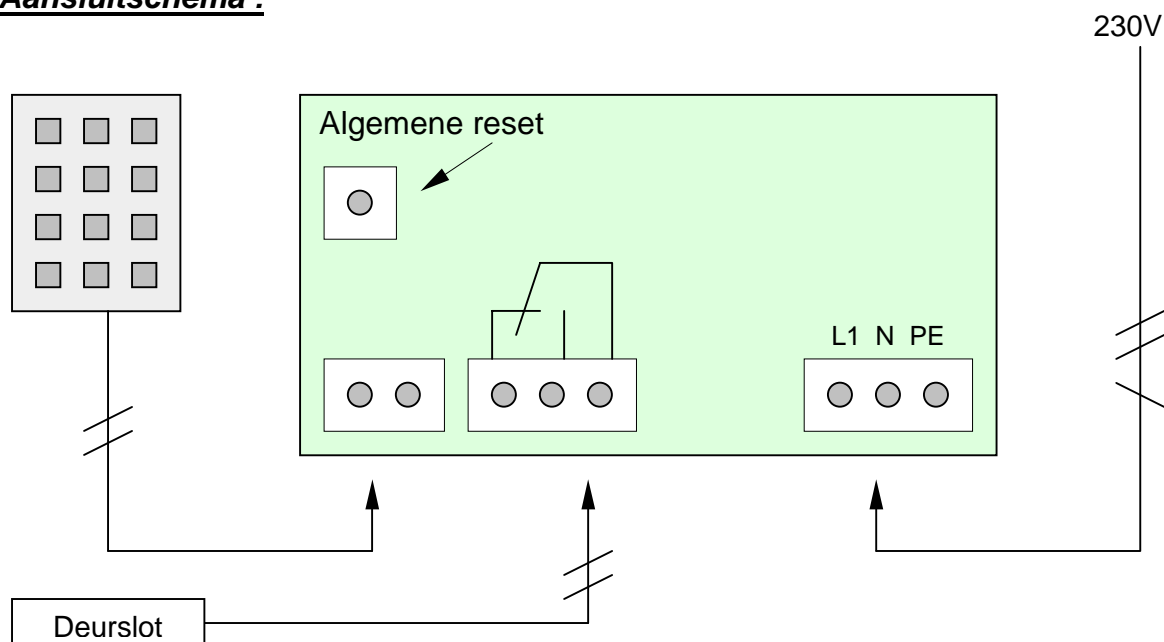 Aansluitschema :
230V
Algemene reset
L1 N PE
Deurslot